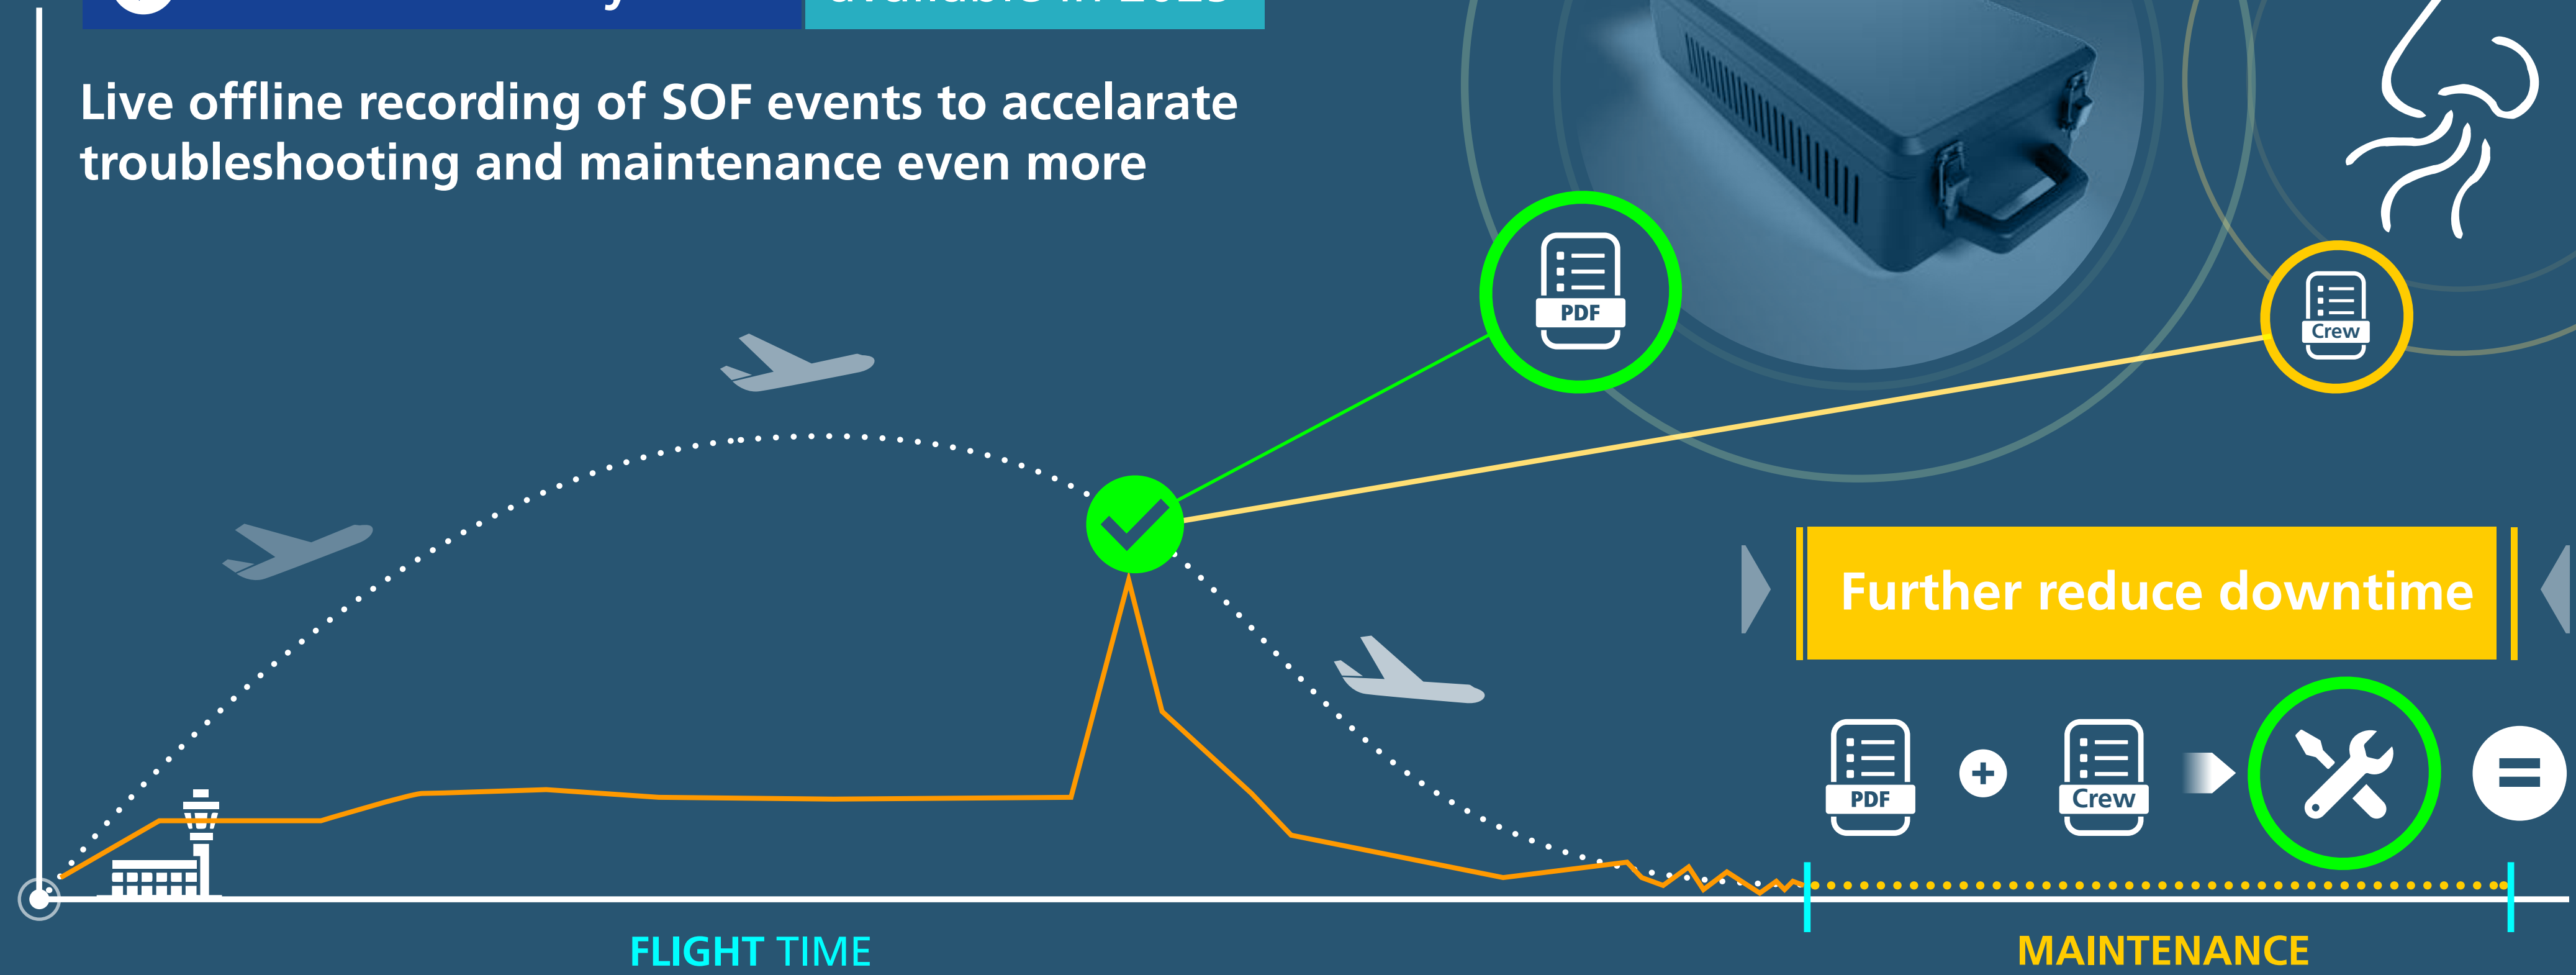 Live offline recording of SOF events to accelarate
troubleshooting and maintenance even more
PDF
Crew
Further reduce downtime
PDF
+
Crew
=
FLIGHT TIME
MAINTENANCE